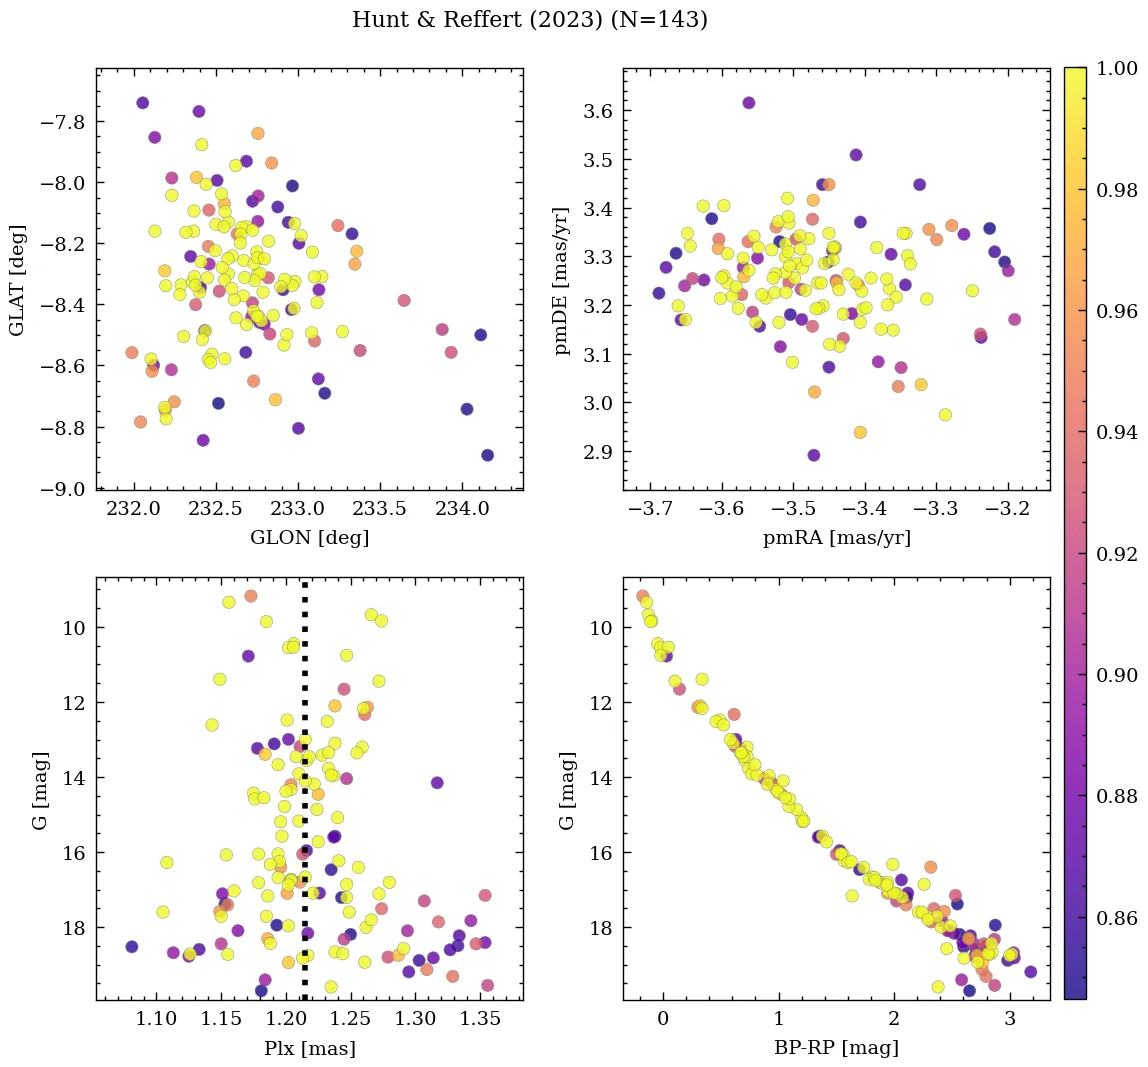 Hunt & Reffert (2023) (N=143)
−7.8
−8.0
−8.2
−8.4
−8.6
−8.8
−9.0
GLAT [deg]
232.0 232.5 233.0 233.5 234.0
GLON [deg]
3.6
3.5
3.4
3.3
3.2
3.1
3.0
2.9
pmDE [mas/yr]
−3.7 −3.6 −3.5 −3.4 −3.3 −3.2
pmRA [mas/yr]
1.00
0.98
0.96
0.94
0.92
0.90
0.88
0.86
10
12
14
16
18
G [mag]
1.10 1.15 1.20 1.25 1.30 1.35
Plx [mas]
10
12
14
16
18
G [mag]
0 1 2 3
BP-RP [mag]